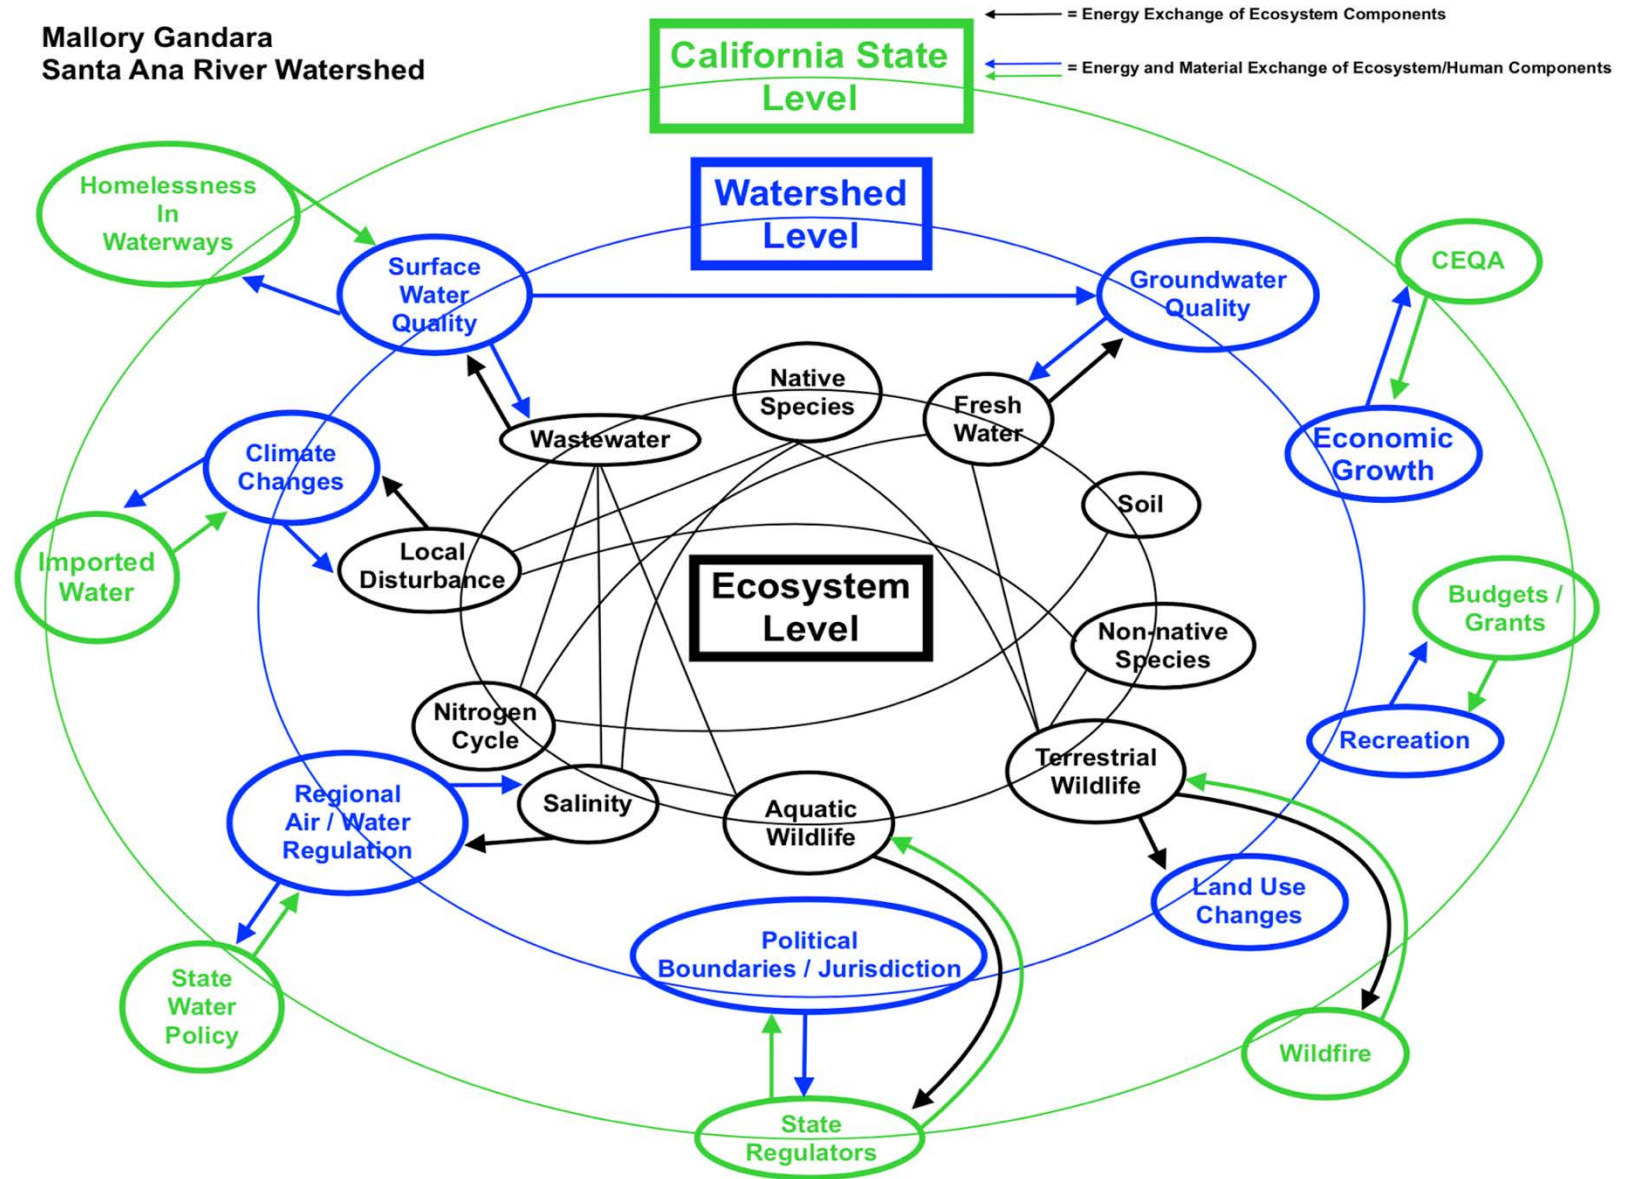 Mallory Gandara
Santa Ana River Watershed
= Energy Exchange of Ecosystem Components
= Energy and Material Exchange of Ecosystem/Human Components
California State
Level
Watershed
Level
Homelessness
In
Waterways
Surface
Water
Quality
Groundwater
Quality
CEQA
Native
Species
Fresh
Water
Wastewater
Economic
Growth
Climate
Changes
Soil
Local
Disturbance
Imported
Water
Ecosystem
Level
Budgets /
Grants
Non-native
Species
Nitrogen
Cycle
Recreation
Terrestrial
Wildlife
Regional
Air / Water
Regulation
Salinity
Aquatic
Wildlife
Land Use
Changes
Political
Boundaries / Jurisdiction
State
Water
Policy
Wildfire
State
Regulators